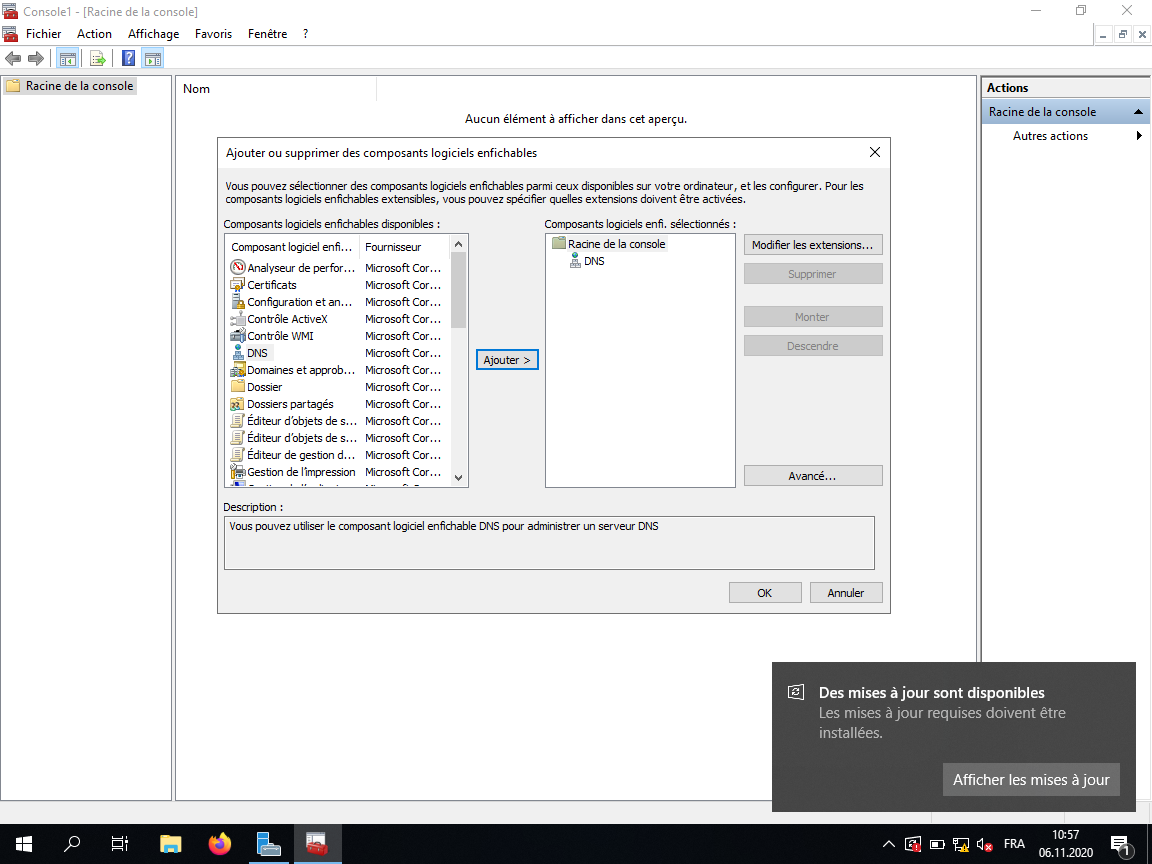 Console1 - [Racine de la console]
Fichier Action Affichage Favoris Fenêtre ?
Racine de la console
Nom
Aucun élément à afficher dans cet aperçu.
Actions
Racine de la console
Autres actions
Ajouter ou supprimer des composants logiciels enfichables
Vous pouvez sélectionner des composants logiciels enfichables parmi ceux disponibles sur votre ordinateur, et les configurer. Pour les
composants logiciels enfichables extensibles, vous pouvez spécifier quelles extensions doivent être activées.
Composants logiciels enfichables disponibles :
Composant logiciel enfi... Fournisseur
Analyseur de perfor... Microsoft Cor...
Certificats Microsoft Cor...
Configuration et an... Microsoft Cor...
Contrôle ActiveX Microsoft Cor...
Contrôle WMI Microsoft Cor...
DNS Microsoft Cor...
Domaines et approb... Microsoft Cor...
Dossier Microsoft Cor...
Dossiers partagés Microsoft Cor...
Éditeur d'objets de s... Microsoft Cor...
Éditeur d'objets de s... Microsoft Cor...
Éditeur de gestion d... Microsoft Cor...
Gestion de l'impression Microsoft Cor...
Ajouter >
Composants logiciels enfi. sélectionnés :
Racine de la console
DNS
Modifier les extensions...
Supprimer
Monter
Descendre
Avancé...
Description :
Vous pouvez utiliser le composant logiciel enfichable DNS pour administrer un serveur DNS
OK Annuler
Des mises à jour sont disponibles
Les mises à jour requises doivent être
installées.
Afficher les mises à jour
FRA
10:57
06.11.2020
1